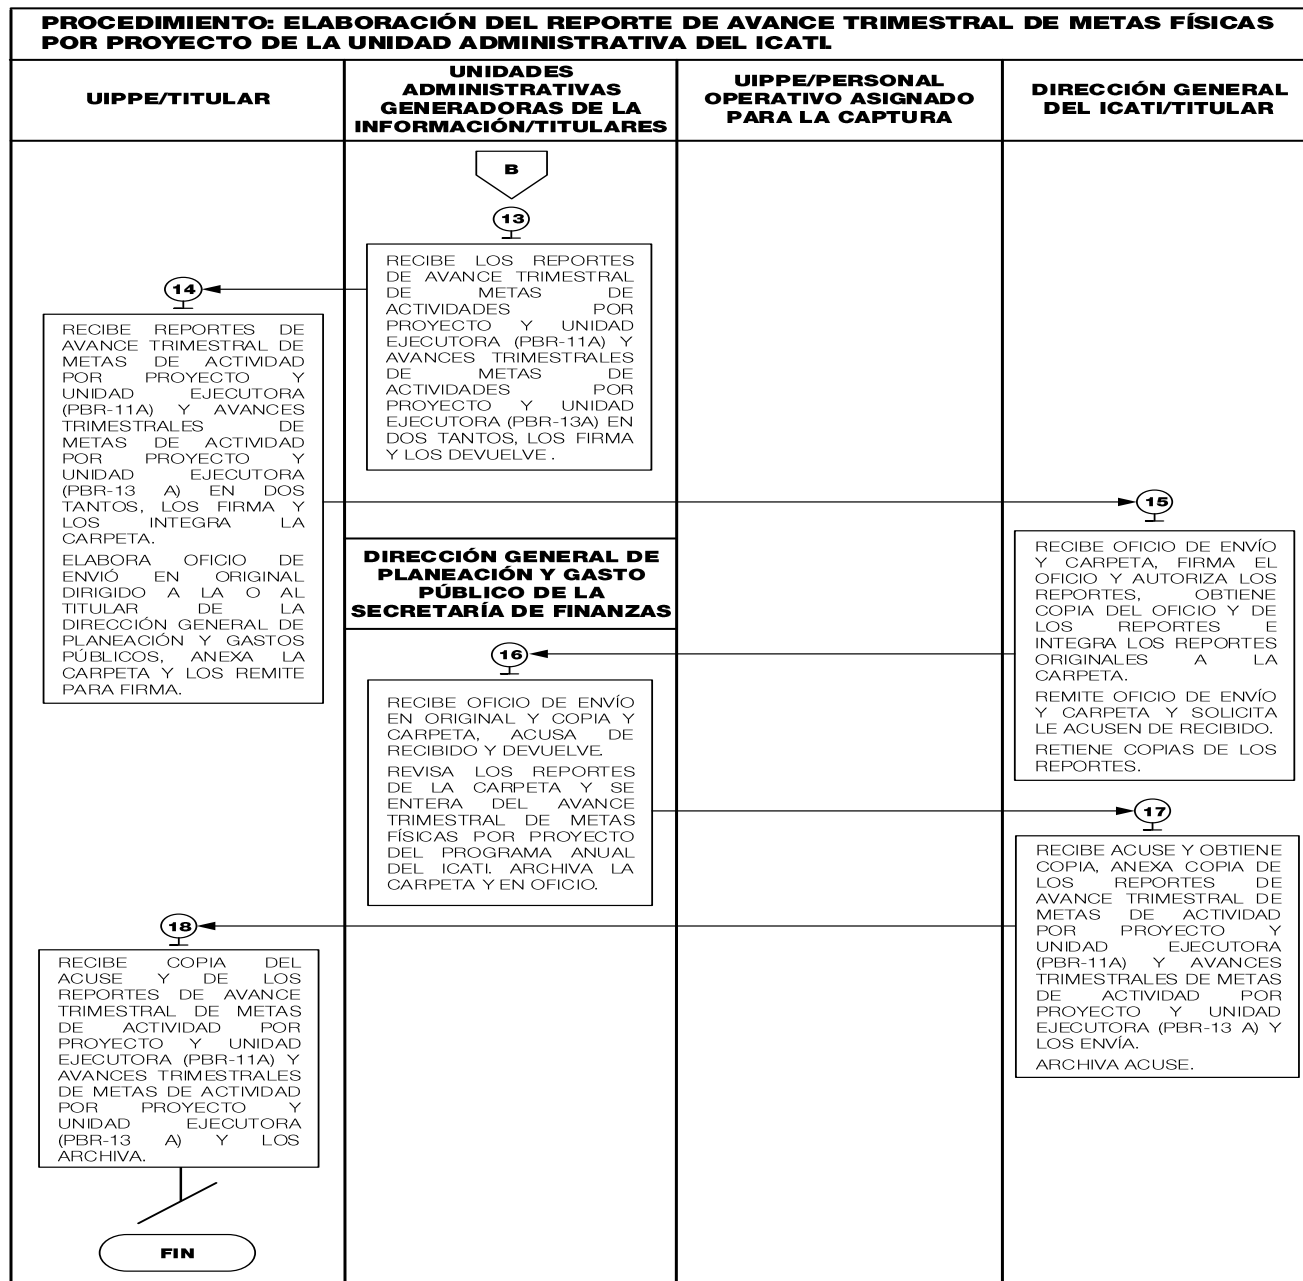 PROCEDIMIENTO: ELABORACIÓN DEL REPORTE DE AVANCE TRIMESTRAL DE METAS FÍSICAS
POR PROYECTO DE LA UNIDAD ADMINISTRATIVA DEL ICATI.
UIPPE/TITULAR
UNIDADES
ADMINISTRATIVAS
GENERADORAS DE LA
INFORMACIÓN/TITULARES
UIPPE/PERSONAL
OPERATIVO ASIGNADO
PARA LA CAPTURA
DIRECCIÓN GENERAL
DEL ICATI/TITULAR
B
13
RECIBE LOS REPORTES
DE AVANCE TRIMESTRAL
DE METAS DE
ACTIVIDADES POR
PROYECTO Y UNIDAD
EJECUTORA (PBR-11A) Y
AVANCES TRIMESTRALES
DE METAS DE
ACTIVIDADES POR
PROYECTO Y UNIDAD
EJECUTORA (PBR-13A) EN
DOS TANTOS, LOS FIRMA
Y LOS DEVUELVE .
14
RECIBE REPORTES DE
AVANCE TRIMESTRAL DE
METAS DE ACTIVIDAD
POR PROYECTO Y
UNIDAD EJECUTORA
(PBR-11A) Y AVANCES
TRIMESTRALES DE
METAS DE ACTIVIDAD
POR PROYECTO Y
UNIDAD EJECUTORA
(PBR-13 A) EN DOS
TANTOS, LOS FIRMA Y
LOS INTEGRA LA
CARPETA.
ELABORA OFICIO DE
ENVIÓ EN ORIGINAL
DIRIGIDO A LA O AL
TITULAR DE LA
DIRECCIÓN GENERAL DE
PLANEACIÓN Y GASTOS
PÚBLICOS, ANEXA LA
CARPETA Y LOS REMITE
PARA FIRMA.
15
RECIBE OFICIO DE ENVÍO
Y CARPETA, FIRMA EL
OFICIO Y AUTORIZA LOS
REPORTES, OBTIENE
COPIA DEL OFICIO Y DE
LOS REPORTES E
INTEGRA LOS REPORTES
ORIGINALES A LA
CARPETA.
REMITE OFICIO DE ENVÍO
Y CARPETA Y SOLICITA
LE ACUSEN DE RECIBIDO.
RETIENE COPIAS DE LOS
REPORTES.
DIRECCIÓN GENERAL DE
PLANEACIÓN Y GASTO
PÚBLICO DE LA
SECRETARÍA DE FINANZAS
16
RECIBE OFICIO DE ENVÍO
EN ORIGINAL Y COPIA Y
CARPETA, ACUSA DE
RECIBIDO Y DEVUELVE.
REVISA LOS REPORTES
DE LA CARPETA Y SE
ENTERA DEL AVANCE
TRIMESTRAL DE METAS
FÍSICAS POR PROYECTO
DEL PROGRAMA ANUAL
DEL ICATI. ARCHIVA LA
CARPETA Y EN OFICIO.
17
RECIBE ACUSE Y OBTIENE
COPIA, ANEXA COPIA DE
LOS REPORTES DE
AVANCE TRIMESTRAL DE
METAS DE ACTIVIDAD
POR PROYECTO Y
UNIDAD EJECUTORA
(PBR-11A) Y AVANCES
TRIMESTRALES DE METAS
DE ACTIVIDAD POR
PROYECTO Y UNIDAD
EJECUTORA (PBR-13 A) Y
LOS ENVÍA.
ARCHIVA ACUSE.
18
RECIBE COPIA DEL
ACUSE Y DE LOS
REPORTES DE AVANCE
TRIMESTRAL DE METAS
DE ACTIVIDAD POR
PROYECTO Y UNIDAD
EJECUTORA (PBR-11A) Y
AVANCES TRIMESTRALES
DE METAS DE ACTIVIDAD
POR PROYECTO Y
UNIDAD EJECUTORA
(PBR-13 A) Y LOS
ARCHIVA.
FIN